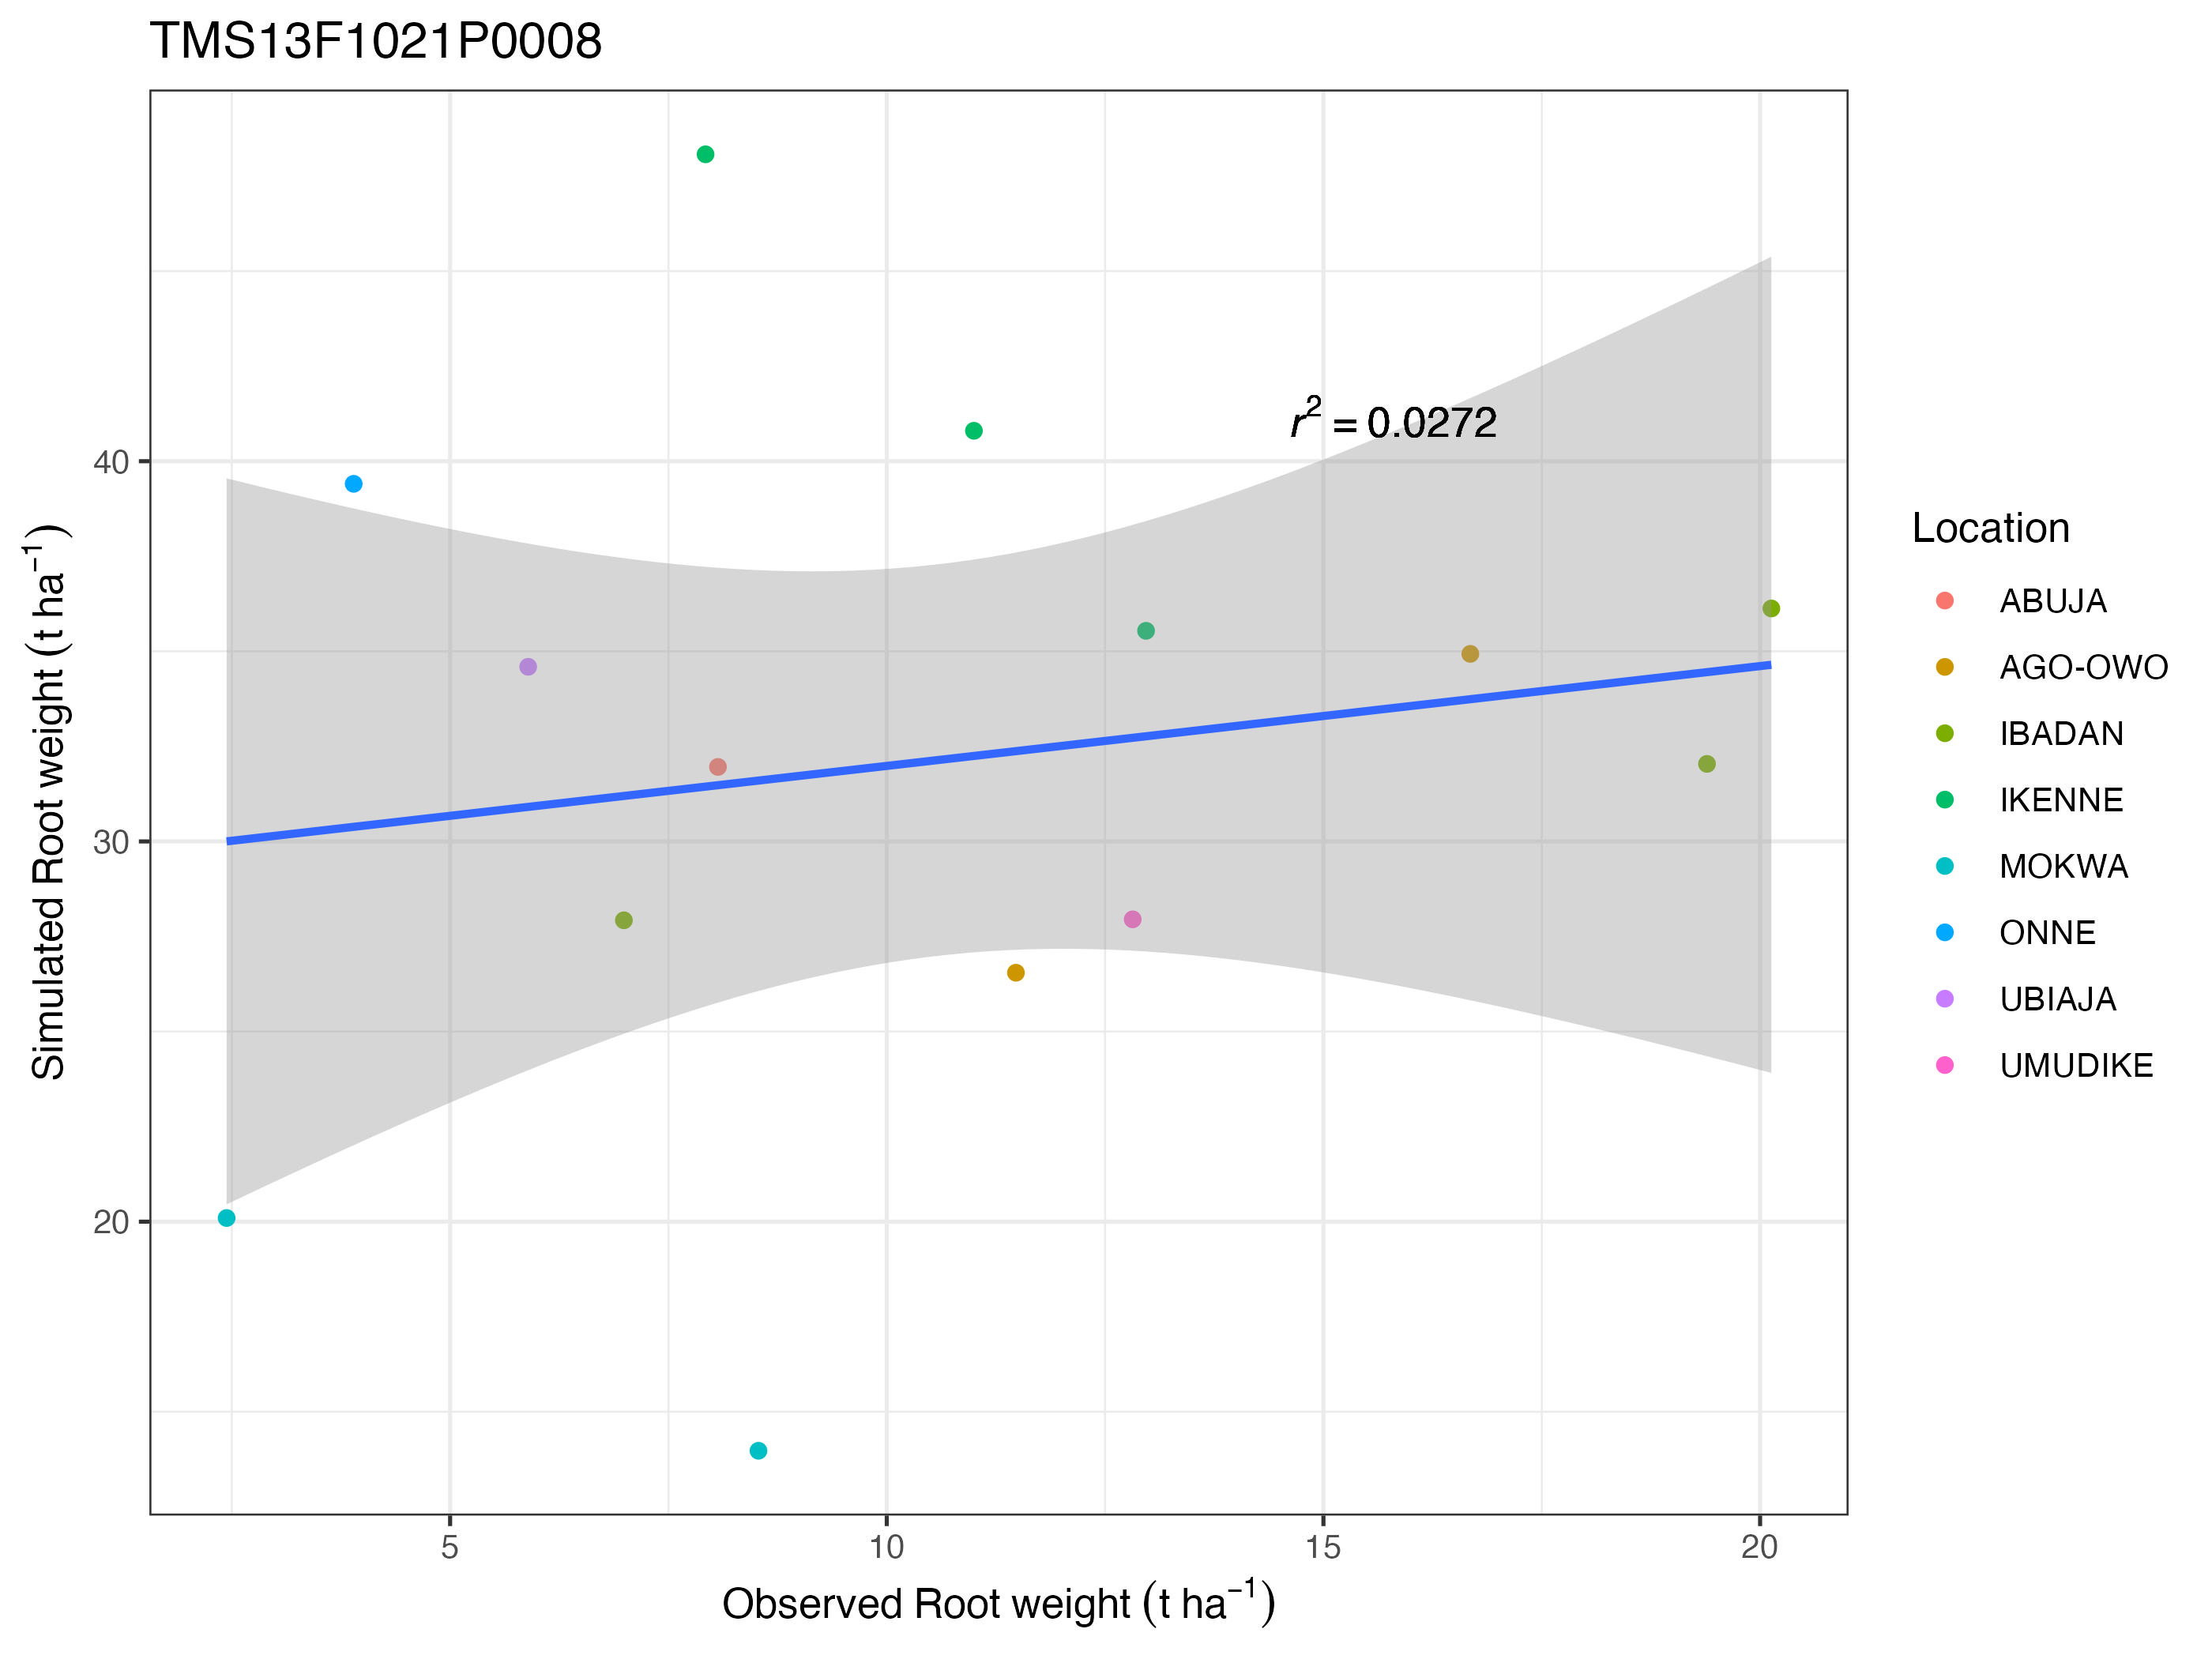 TMS13F1021P0008
r² = 0.0272
40
30
20
5 10 15 20
Simulated Root weight (t ha⁻¹)
Observed Root weight (t ha⁻¹)
Location
ABUJA
AGO-OWO
IBADAN
IKENNE
MOKWA
ONNE
UBIAJA
UMUDIKE